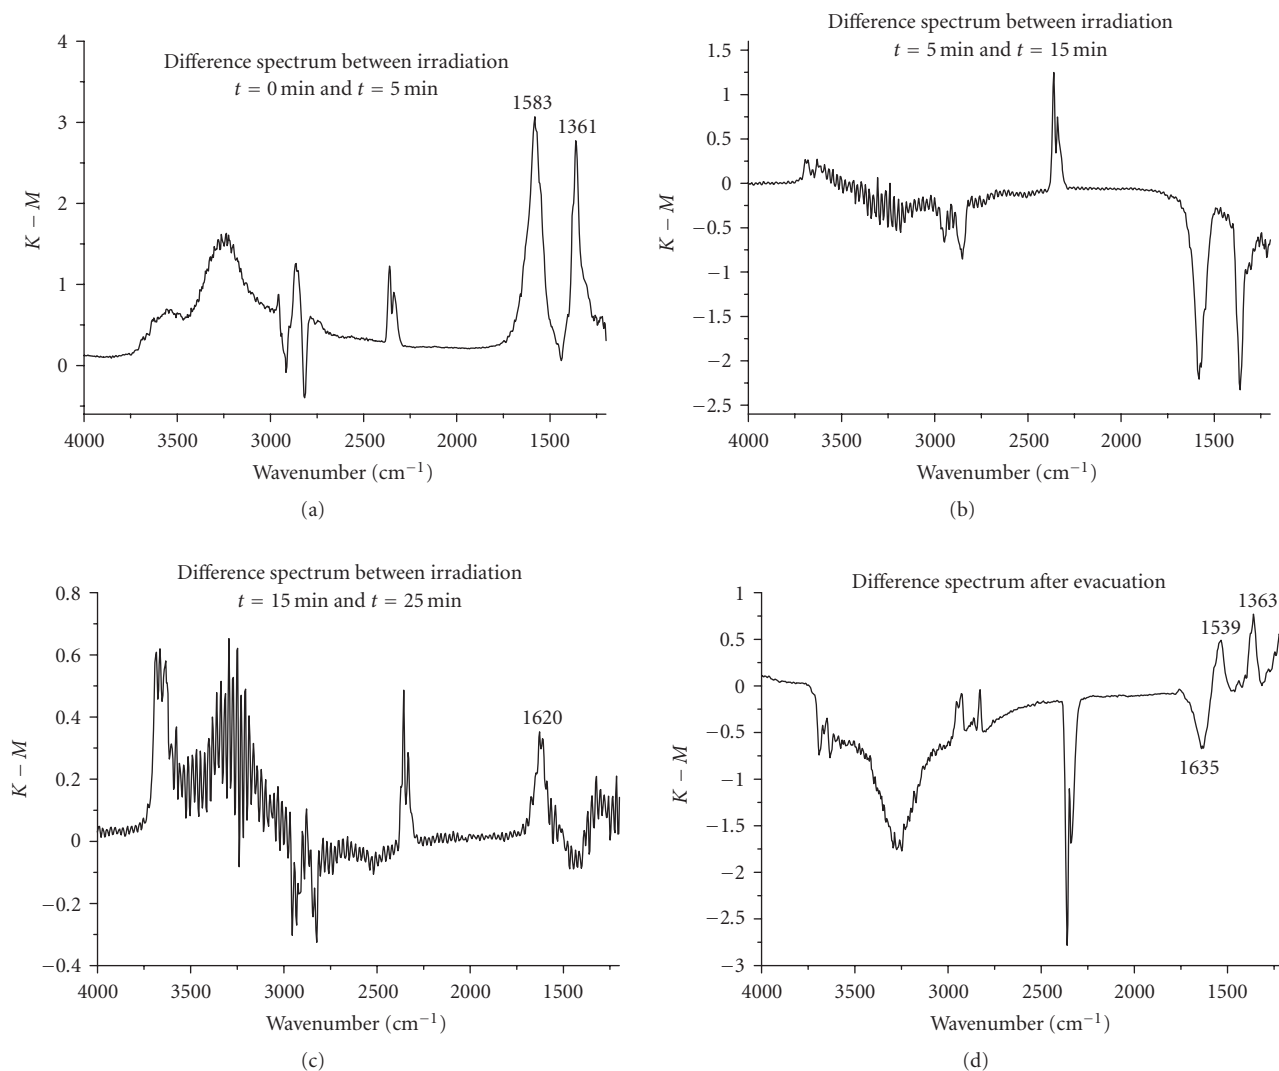 Difference spectrum between irradiation
t = 0 min and t = 5 min
4
3
2
1
0
K − M
1583
1361
4000 3500 3000 2500 2000 1500
Wavenumber (cm−1)
(a)
Difference spectrum between irradiation
t = 5 min and t = 15 min
1.5
1
0.5
0
−0.5
−1
−1.5
−2
−2.5
K − M
4000 3500 3000 2500 2000 1500
Wavenumber (cm−1)
(b)
Difference spectrum between irradiation
t = 15 min and t = 25 min
0.8
0.6
0.4
0.2
0
−0.2
−0.4
K − M
1620
4000 3500 3000 2500 2000 1500
Wavenumber (cm−1)
(c)
Difference spectrum after evacuation
1
0.5
0
−0.5
−1
−1.5
−2
−2.5
−3
K − M
1363
1539
1635
4000 3500 3000 2500 2000 1500
Wavenumber (cm−1)
(d)